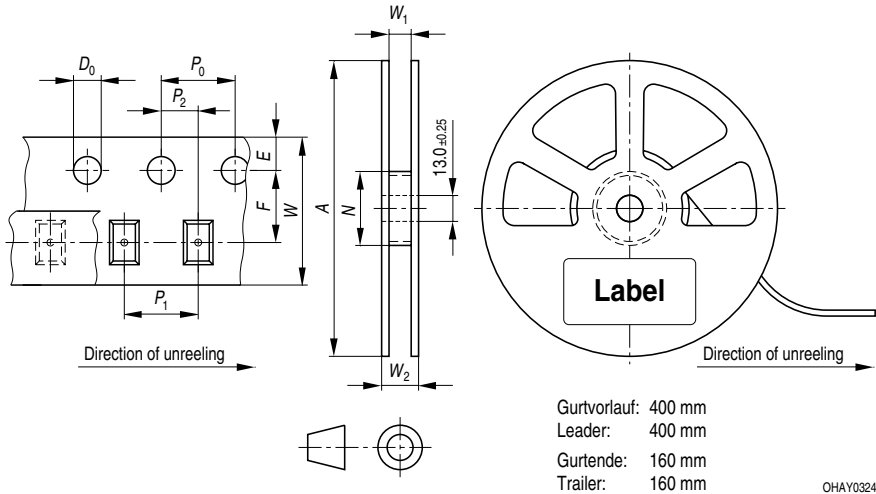 W₁
D₀
P₀
P₂
E
F
W
A
N
13.0 ±0.25
Label
P₁
Direction of unreeling
W₂
Direction of unreeling
Gurtvorlauf: 400 mm
Leader: 400 mm
Gurtende: 160 mm
Trailer: 160 mm
OHAY0324